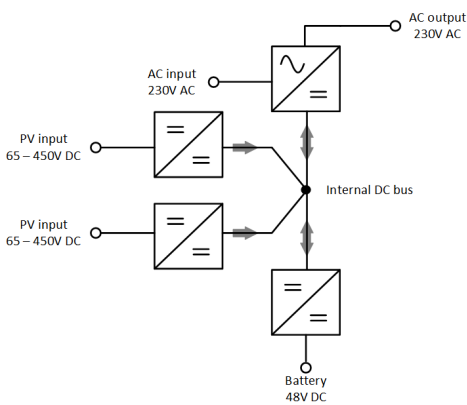 AC output
230V AC
AC input
230V AC
PV input
65 – 450V DC
Internal DC bus
PV input
65 – 450V DC
Battery
48V DC